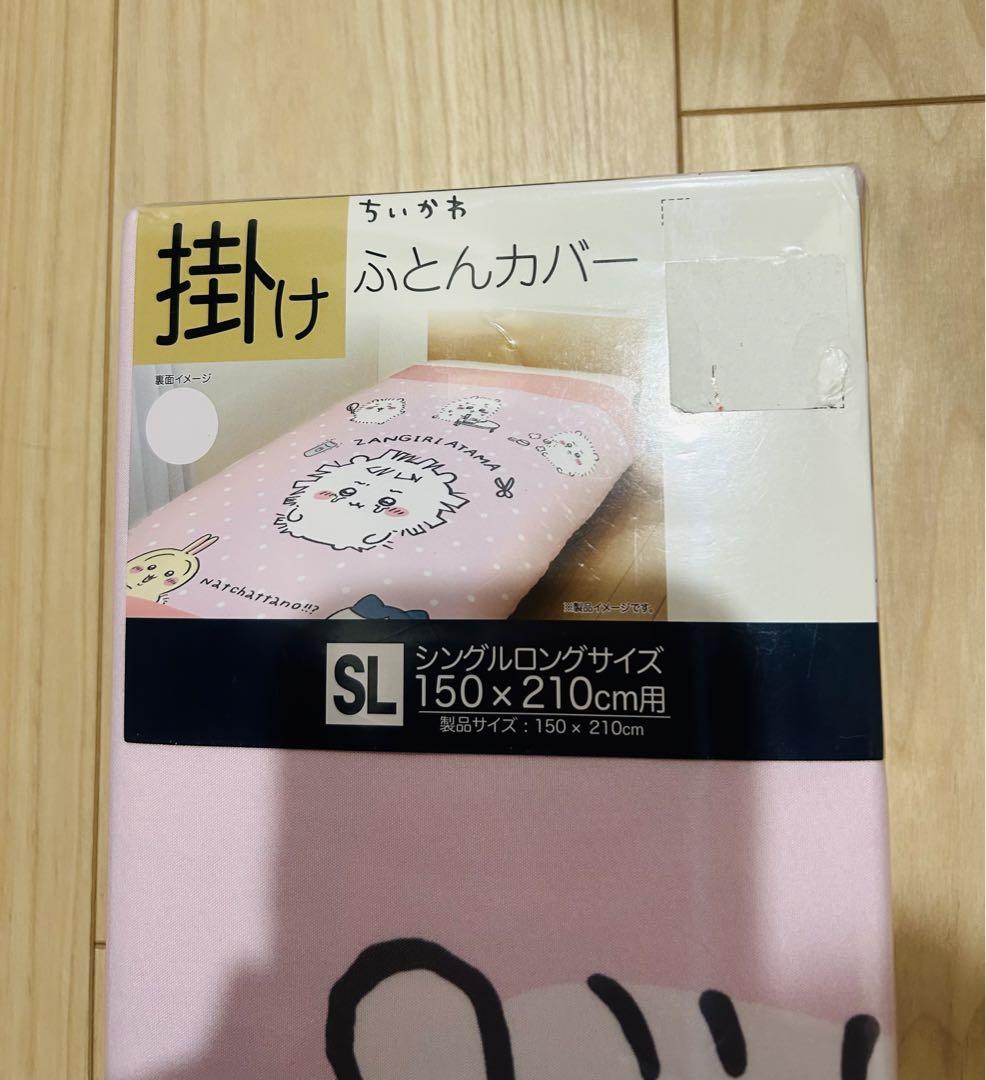 ちいかわ
掛け
ふとんカバー
裏面イメージ
ZANGIRI ATAMA
Natchattano!!?
※製品イメージです。
SL
シングルロングサイズ
150×210cm用
製品サイズ：150×210cm